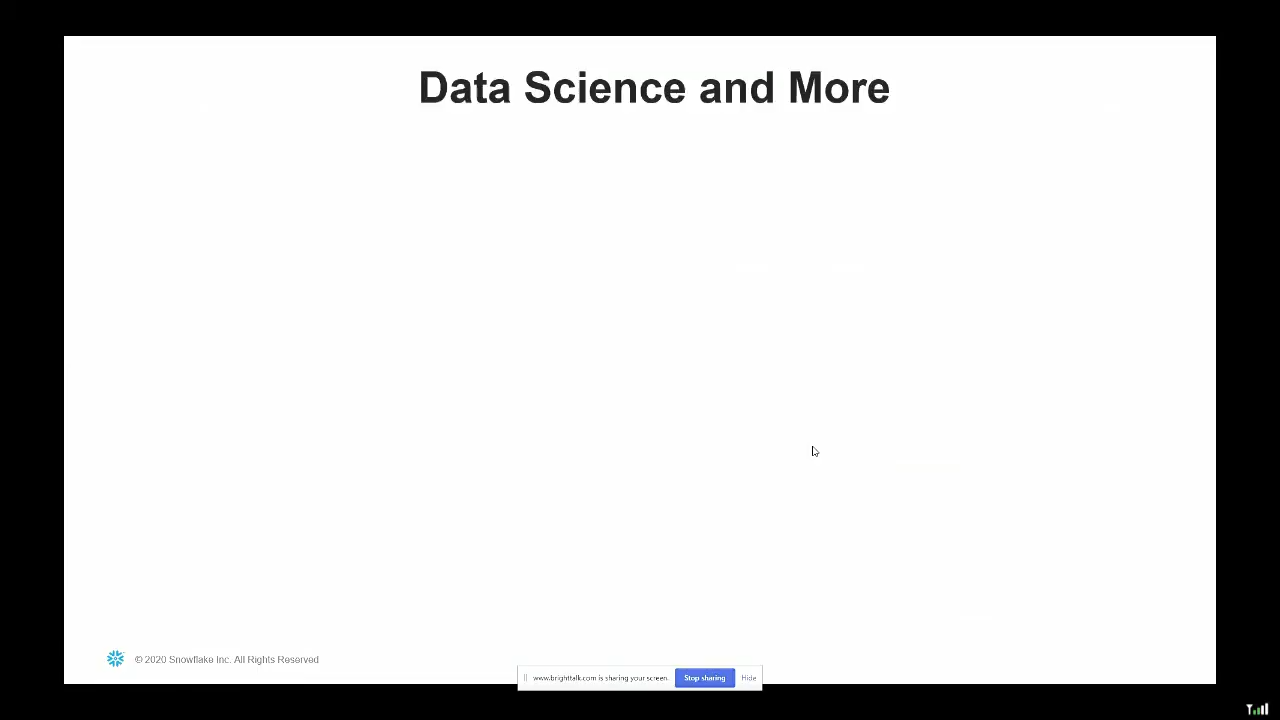 Data Science and More
© 2020 Snowflake Inc. All Rights Reserved
www.brighttalk.com is sharing your screen.
Stop sharing
Hide